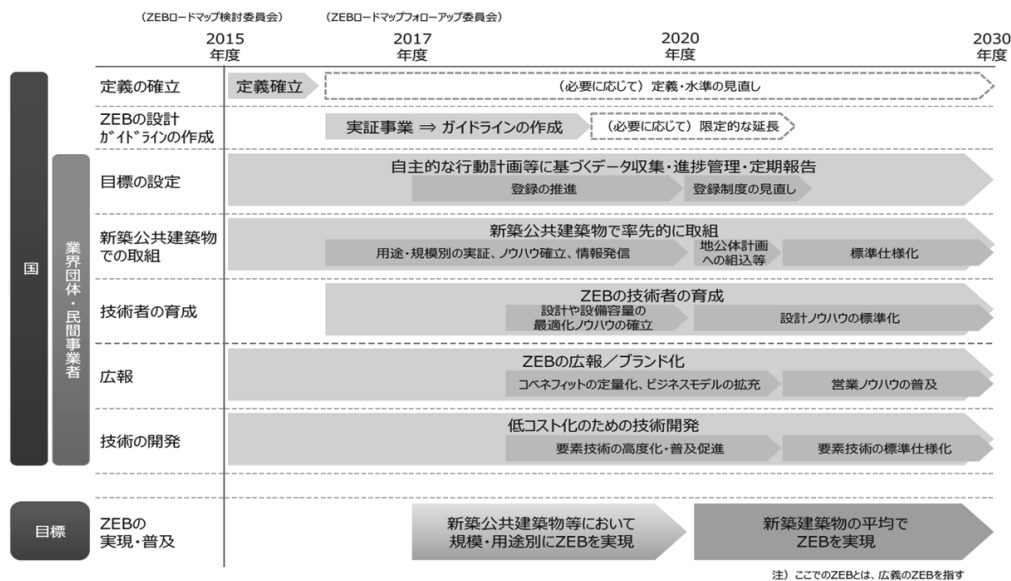 （ZEBロードマップ検討委員会）
（ZEBロードマップフォローアップ委員会）
2015
年度
2017
年度
2020
年度
2030
年度
国
業界団体・民間事業者
定義の確立
定義確立
（必要に応じて）定義・水準の見直し
ZEBの設計
ｶﾞｲﾄﾞﾗｲﾝの作成
実証事業 ⇒ ガイドラインの作成
（必要に応じて）限定的な延長
目標の設定
自主的な行動計画等に基づくデータ収集・進捗管理・定期報告
登録の推進
登録制度の見直し
新築公共建築物
での取組
新築公共建築物で率先的に取組
用途・規模別の実証、ノウハウ確立、情報発信
地公体計画
への組込等
標準仕様化
技術者の育成
ZEBの技術者の育成
設計や設備容量の
最適化ノウハウの確立
設計ノウハウの標準化
広報
ZEBの広報／ブランド化
コベネフィットの定量化、ビジネスモデルの拡充
営業ノウハウの普及
技術の開発
低コスト化のための技術開発
要素技術の高度化・普及促進
要素技術の標準仕様化
目標
ZEBの
実現・普及
新築公共建築物等において
規模・用途別にZEBを実現
新築建築物の平均で
ZEBを実現
注）ここでのZEBとは、広義のZEBを指す